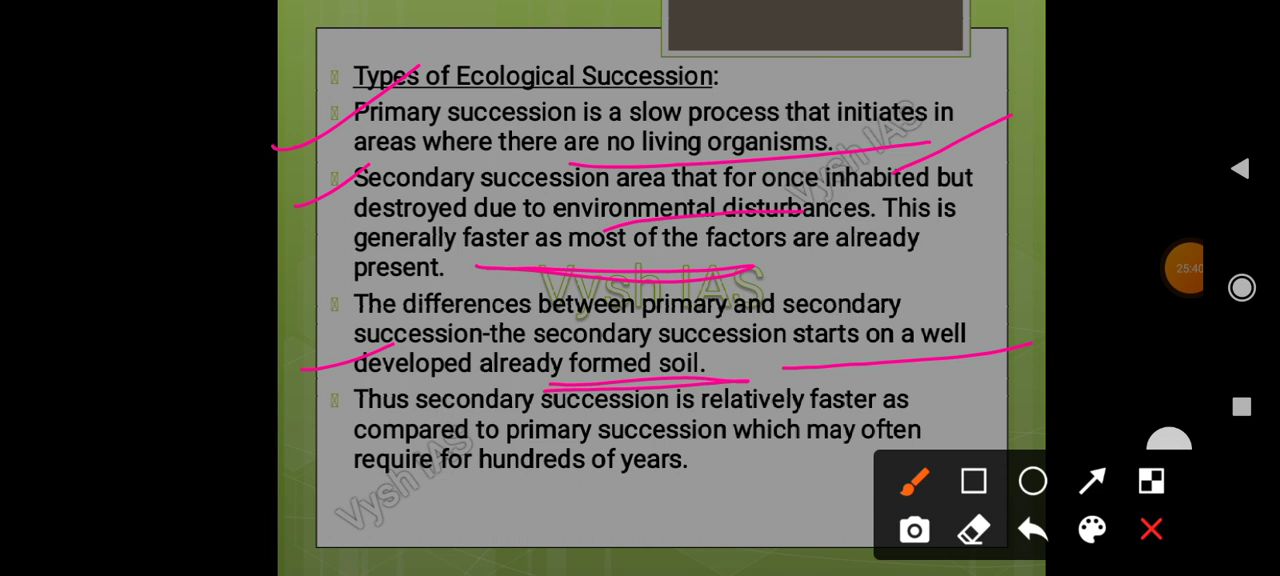 Types of Ecological Succession:
Primary succession is a slow process that initiates in
areas where there are no living organisms.
Secondary succession area that for once inhabited but
destroyed due to environmental disturbances. This is
generally faster as most of the factors are already
present.
The differences between primary and secondary
succession-the secondary succession starts on a well
developed already formed soil.
Thus secondary succession is relatively faster as
compared to primary succession which may often
require for hundreds of years.
Vysh IAS
Vysh IAS
Vysh IAS
25:40